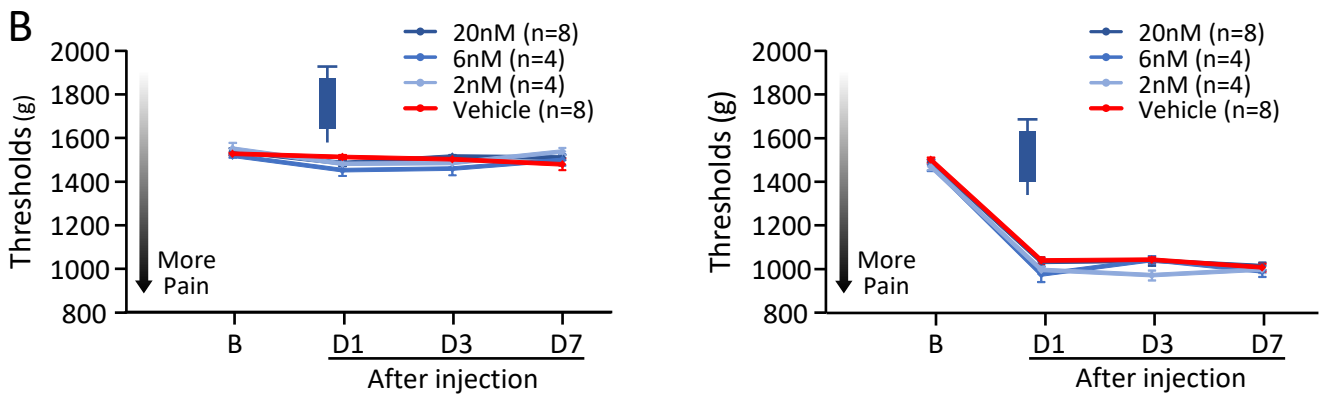 B
20nM (n=8)
6nM (n=4)
2nM (n=4)
Vehicle (n=8)
Thresholds (g)
2000
1800
1600
1400
1200
1000
800
More
Pain
B D1 D3 D7
After injection
20nM (n=8)
6nM (n=4)
2nM (n=4)
Vehicle (n=8)
Thresholds (g)
2000
1800
1600
1400
1200
1000
800
More
Pain
B D1 D3 D7
After injection